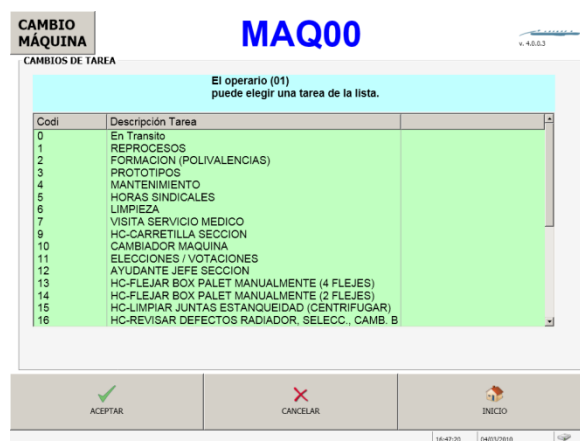 CAMBIO
MÁQUINA
MAQ00
v. 4.0.0.3
CAMBIOS DE TAREA
El operario (01)
puede elegir una tarea de la lista.
Codi Descripción Tarea
0 En Transito
1 REPROCESOS
2 FORMACION (POLIVALENCIAS)
3 PROTOTIPOS
4 MANTENIMIENTO
5 HORAS SINDICALES
6 LIMPIEZA
7 VISITA SERVICIO MEDICO
9 HC-CARRETILLA SECCION
10 CAMBIADOR MAQUINA
11 ELECCIONES / VOTACIONES
12 AYUDANTE JEFE SECCION
13 HC-FLEJAR BOX PALET MANUALMENTE (4 FLEJES)
14 HC-FLEJAR BOX PALET MANUALMENTE (2 FLEJES)
15 HC-LIMPIAR JUNTAS ESTANQUEIDAD (CENTRIFUGAR)
16 HC-REVISAR DEFECTOS RADIADOR, SELECC., CAMB. B
ACEPTAR CANCELAR INICIO
16:47:20 04/03/2010